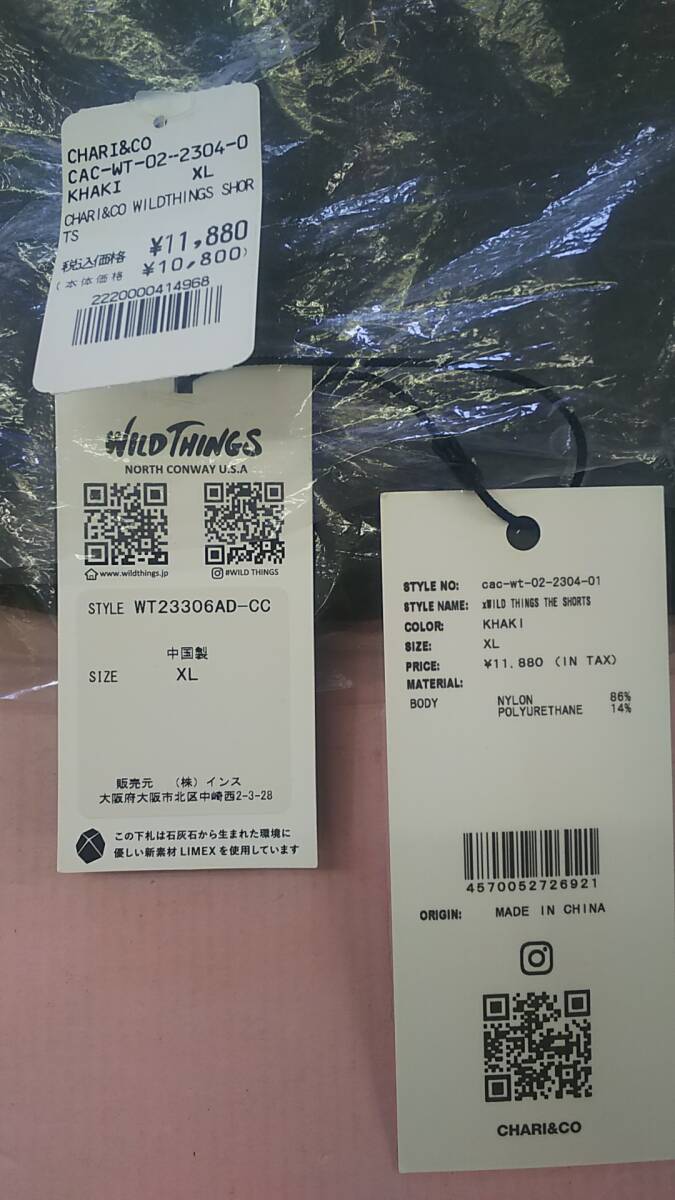 CHARI&CO
CAC-WT-02-2304-0
KHAKI XL
CHARI&CO WILDTHINGS SHOR
TS
税込価格 ¥11,880
(本体価格 ¥10,800)
2220000414968
WILD THINGS
NORTH CONWAY U.S.A
www.wildthings.jp #WILD THINGS
STYLE WT23306AD-CC
中国製
SIZE XL
販売元 (株)インス
大阪府大阪市北区中崎西2-3-28
この下札は石灰石から生まれた環境に
優しい新素材 LIMEX を使用しています
STYLE NO: cac-wt-02-2304-01
STYLE NAME: xWILD THINGS THE SHORTS
COLOR: KHAKI
SIZE: XL
PRICE: ¥11.880 (IN TAX)
MATERIAL:
BODY NYLON 86%
POLYURETHANE 14%
4570052726921
ORIGIN: MADE IN CHINA
CHARI&CO